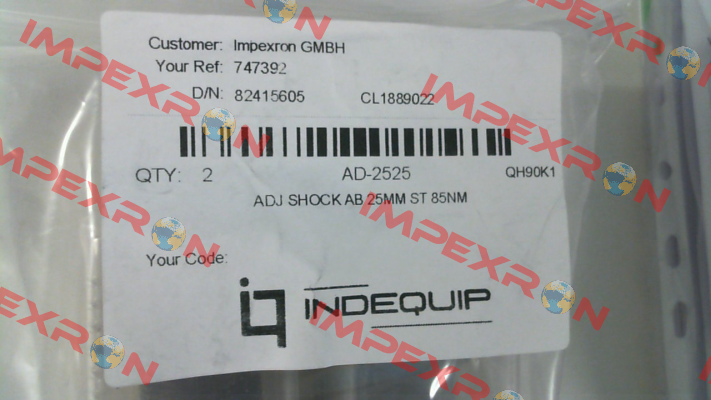 Customer: Impexron GMBH
Your Ref: 747392
D/N: 82415605 CL1889022
QTY: 2 AD-2525 QH90K1
ADJ SHOCK AB 25MM ST 85NM
Your Code:
INDEQUIP
IMPEXRON
IMPEXRON
IMPEXRON
IMPEXRON
IMPEXRON